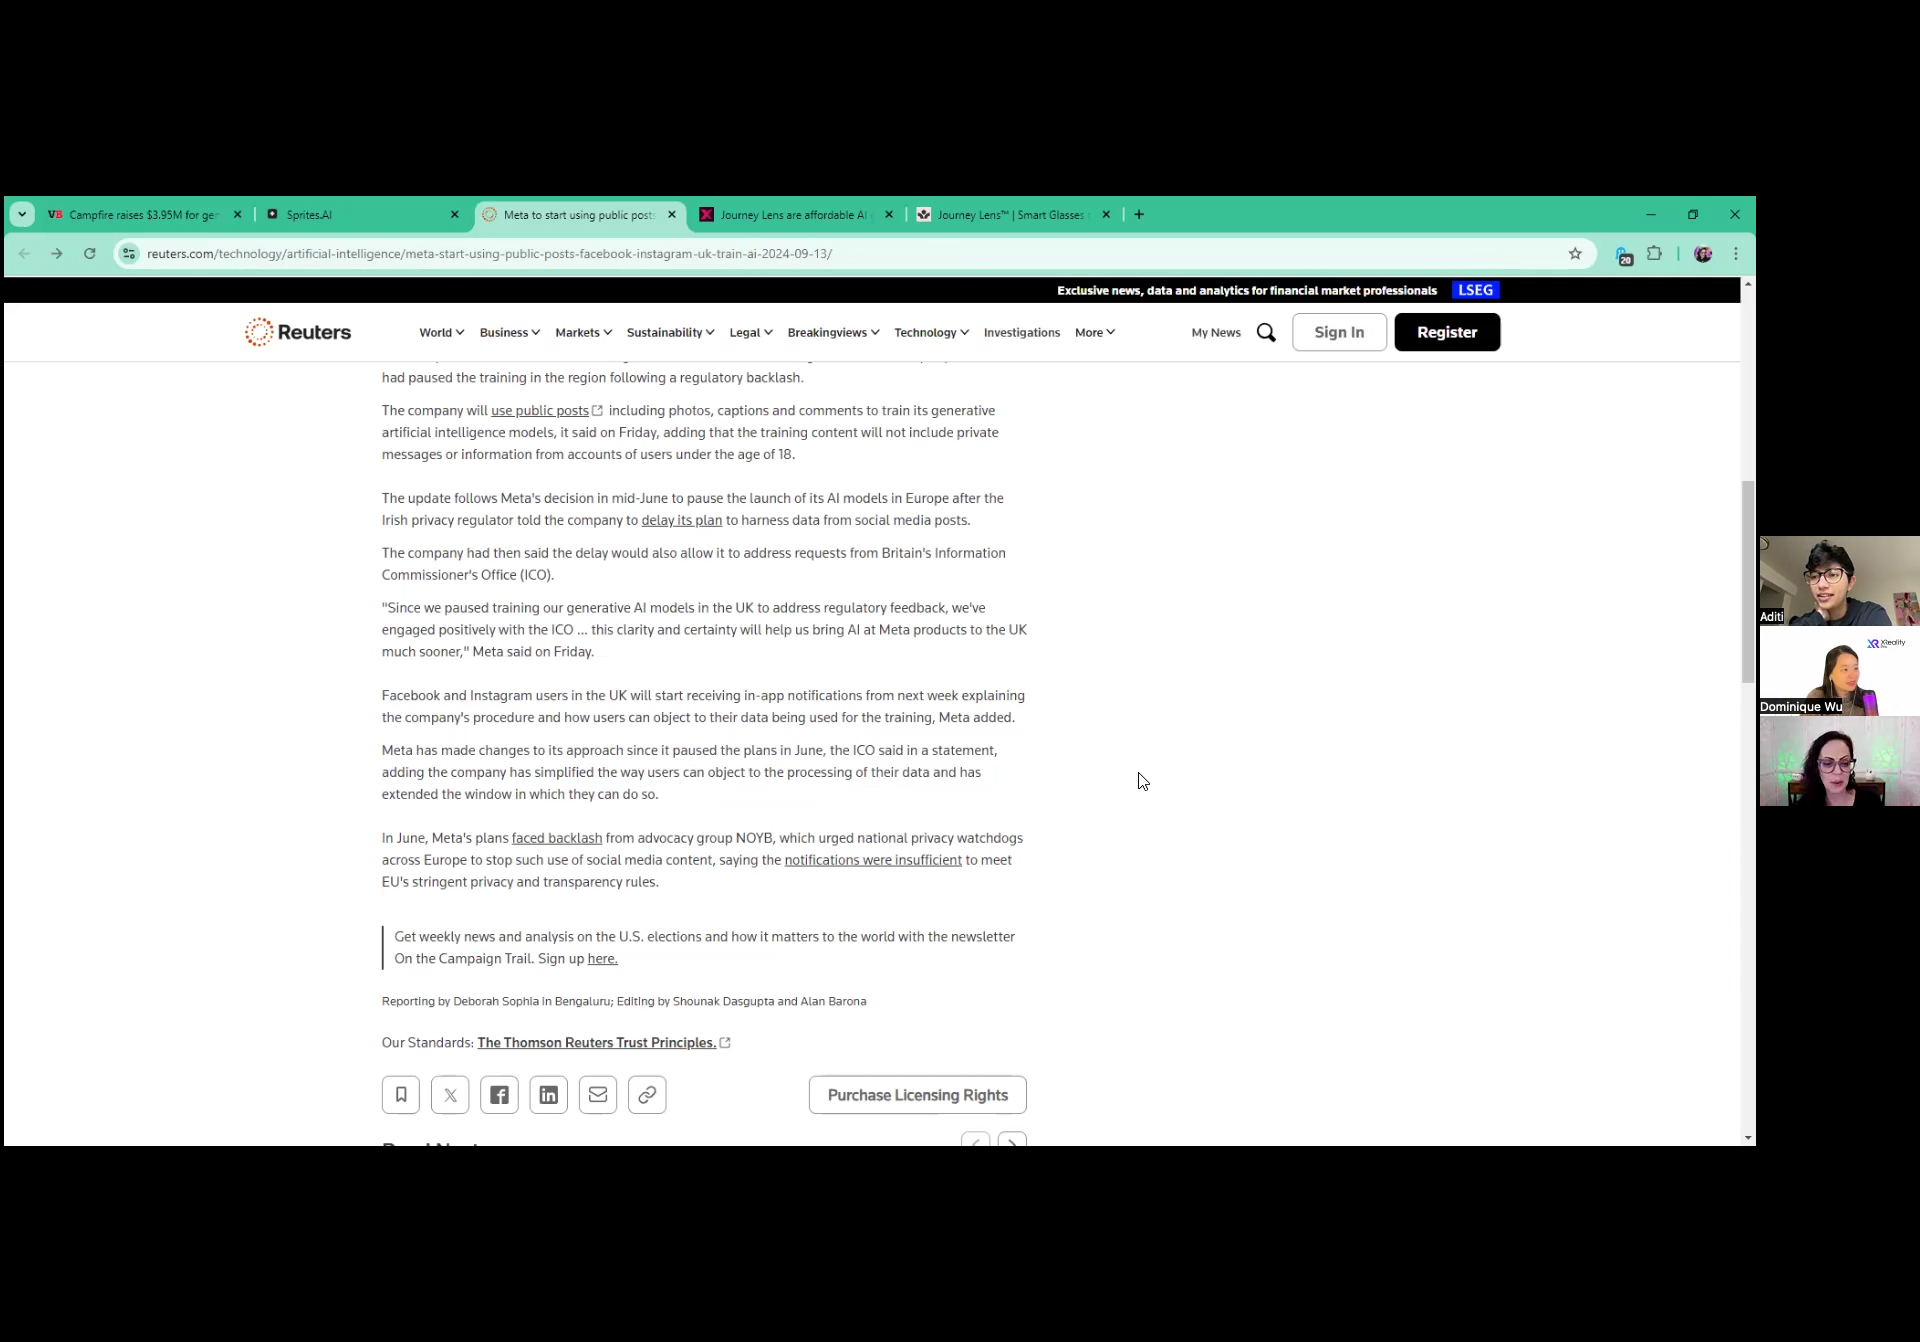 VB Campfire raises $3.95M for ger
Sprites.AI
Meta to start using public posts
Journey Lens are affordable AI
Journey Lens™ | Smart Glasses
reuters.com/technology/artificial-intelligence/meta-start-using-public-posts-facebook-instagram-uk-train-ai-2024-09-13/
20
Exclusive news, data and analytics for financial market professionals LSEG
Reuters
World Business Markets Sustainability Legal Breakingviews Technology Investigations More
My News Sign In Register
had paused the training in the region following a regulatory backlash.
The company will use public posts including photos, captions and comments to train its generative
artificial intelligence models, it said on Friday, adding that the training content will not include private
messages or information from accounts of users under the age of 18.
The update follows Meta's decision in mid-June to pause the launch of its AI models in Europe after the
Irish privacy regulator told the company to delay its plan to harness data from social media posts.
The company had then said the delay would also allow it to address requests from Britain's Information
Commissioner's Office (ICO).
"Since we paused training our generative AI models in the UK to address regulatory feedback, we've
engaged positively with the ICO ... this clarity and certainty will help us bring AI at Meta products to the UK
much sooner," Meta said on Friday.
Facebook and Instagram users in the UK will start receiving in-app notifications from next week explaining
the company's procedure and how users can object to their data being used for the training, Meta added.
Meta has made changes to its approach since it paused the plans in June, the ICO said in a statement,
adding the company has simplified the way users can object to the processing of their data and has
extended the window in which they can do so.
In June, Meta's plans faced backlash from advocacy group NOYB, which urged national privacy watchdogs
across Europe to stop such use of social media content, saying the notifications were insufficient to meet
EU's stringent privacy and transparency rules.
Get weekly news and analysis on the U.S. elections and how it matters to the world with the newsletter
On the Campaign Trail. Sign up here.
Reporting by Deborah Sophia in Bengaluru; Editing by Shounak Dasgupta and Alan Barona
Our Standards: The Thomson Reuters Trust Principles.
Purchase Licensing Rights
Aditi
XR XReality
Dominique Wu